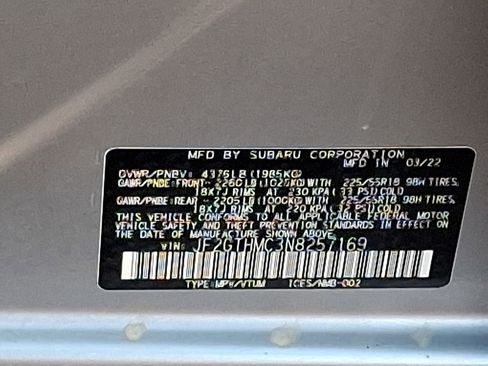 MFD BY SUBARU CORPORATION
MFD IN 03/22
GVWR/PNBV: 4376LB(1985KG)
GAWR/PNBE:FRONT- 2260LB(1025KG)WITH 225/55R18 98H TIRES,
18X7J RIMS AT 230 KPA(33 PSI)COLD
GAWR/PNBE:REAR - 2205LB(1000KG)WITH 225/55R18 98H TIRES,
18X7J RIMS AT 220 KPA(32 PSI)COLD
THIS VEHICLE CONFORMS TO ALL APPLICABLE FEDERAL MOTOR
VEHICLE SAFETY AND THEFT PREVENTION STANDARDS IN EFFECT ON
THE DATE OF MANUFACTURE SHOWN ABOVE.
VIN: JF2GTHMC3N8257169
TYPE:MPV/VTUM ICES/NMB-002